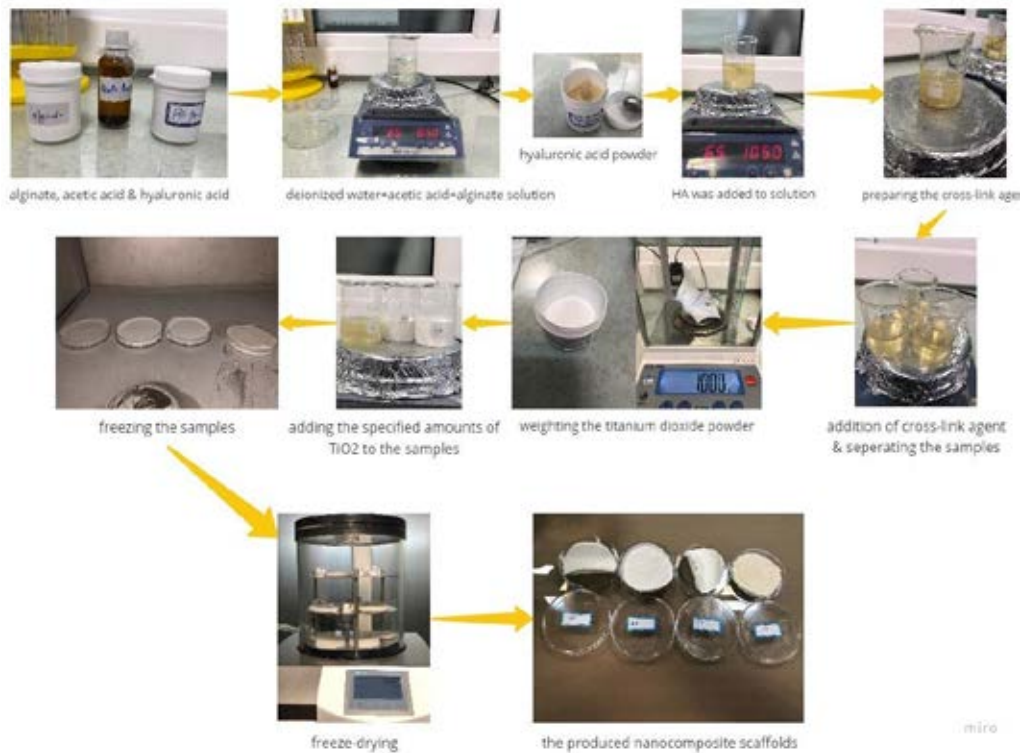 alginate, acetic acid & hyaluronic acid
deionized water+acetic acid+alginate solution
hyaluronic acid powder
HA was added to solution
preparing the cross-link age
freezing the samples
adding the specified amounts of
TiO2 to the samples
weighting the titanium dioxide powder
addition of cross-link agent
& seperating the samples
freeze-drying
the produced nanocomposite scaffolds
miro